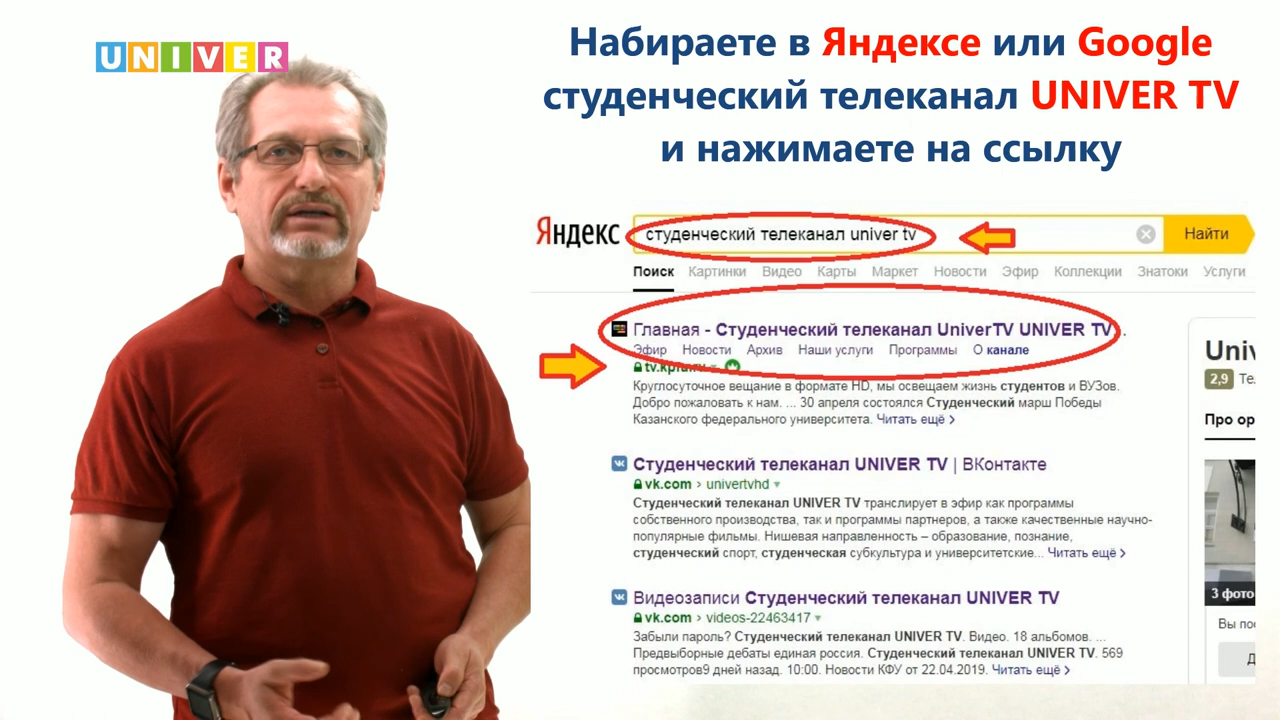 UNIVER
Набираете в Яндексе или Google
студенческий телеканал UNIVER TV
и нажимаете на ссылку
Яндекс
студенческий телеканал univer tv
Найти
Поиск Картинки Видео Карты Маркет Новости Эфир Коллекции Знатоки Услуги
Главная - Студенческий телеканал UniverTV UNIVER TV...
Эфир Новости Архив Наши услуги Программы О канале
tv.kpfu.ru
Круглосуточное вещание в формате HD, мы освещаем жизнь студентов и ВУЗов.
Добро пожаловать к нам. ... 30 апреля состоялся Студенческий марш Победы
Казанского федерального университета. Читать ещё >
Студенческий телеканал UNIVER TV | ВКонтакте
vk.com > univertvhd
Студенческий телеканал UNIVER TV транслирует в эфир как программы
собственного производства, так и программы партнеров, а также качественные научно-
популярные фильмы. Нишевая направленность – образование, познание,
студенческий спорт, студенческая субкультура и университетские... Читать ещё >
Видеозаписи Студенческий телеканал UNIVER TV
vk.com > videos-22463417
Забыли пароль? Студенческий телеканал UNIVER TV. Видео. 18 альбомов. ...
Предвыборные дебаты единая россия. Студенческий телеканал UNIVER TV. 569
просмотров9 дней назад. 10:00. Новости КФУ от 22.04.2019. Читать ещё >
Univ
2,9 Те
Про ор
3 фото
Вы пос
Д